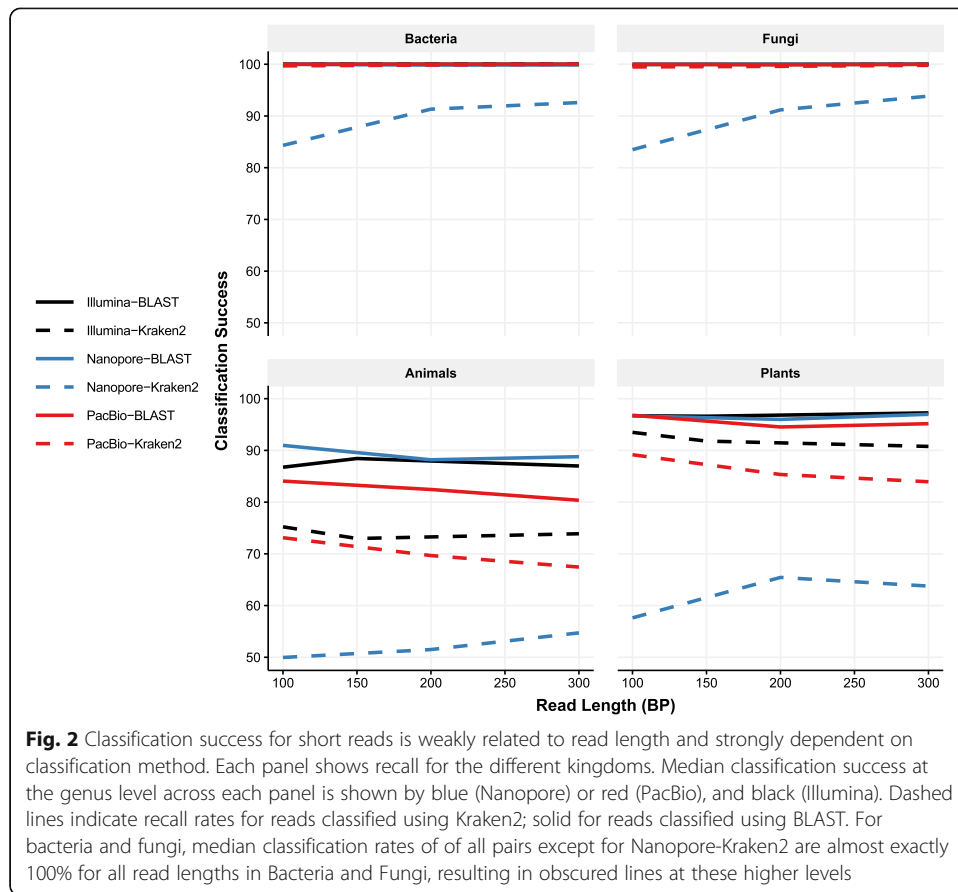 Bacteria
Fungi
100
90
80
70
60
50
Illumina-BLAST
Illumina-Kraken2
Nanopore-BLAST
Nanopore-Kraken2
PacBio-BLAST
PacBio-Kraken2
Classification Success
Animals
Plants
100
90
80
70
60
50
100 150 200 250 300
100 150 200 250 300
Read Length (BP)
Fig. 2 Classification success for short reads is weakly related to read length and strongly dependent on
classification method. Each panel shows recall for the different kingdoms. Median classification success at
the genus level across each panel is shown by blue (Nanopore) or red (PacBio), and black (Illumina). Dashed
lines indicate recall rates for reads classified using Kraken2; solid for reads classified using BLAST. For
bacteria and fungi, median classification rates of of all pairs except for Nanopore-Kraken2 are almost exactly
100% for all read lengths in Bacteria and Fungi, resulting in obscured lines at these higher levels